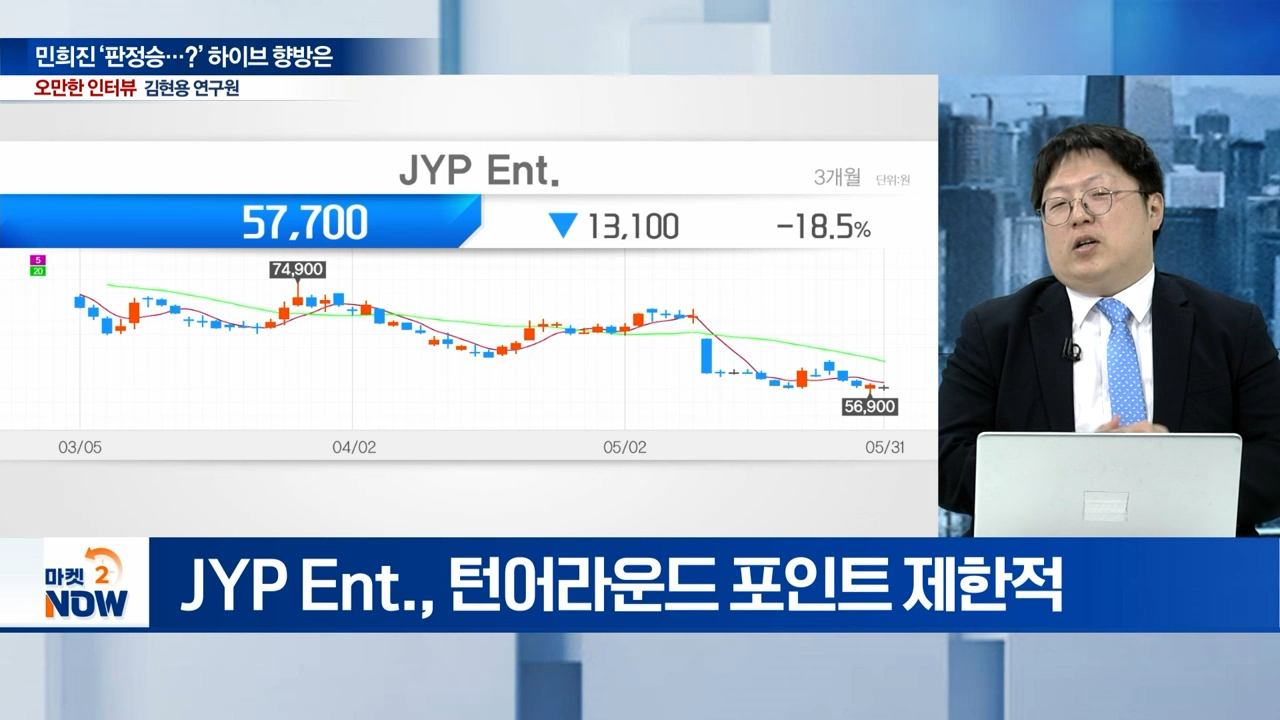 민희진 ‘판정승…?’ 하이브 향방은
오만한 인터뷰 김현용 연구원
JYP Ent.
3개월 단위:원
57,700 ▼ 13,100 -18.5%
5
20
74,900
56,900
03/05 04/02 05/02 05/31
마켓 2
NOW
JYP Ent., 턴어라운드 포인트 제한적